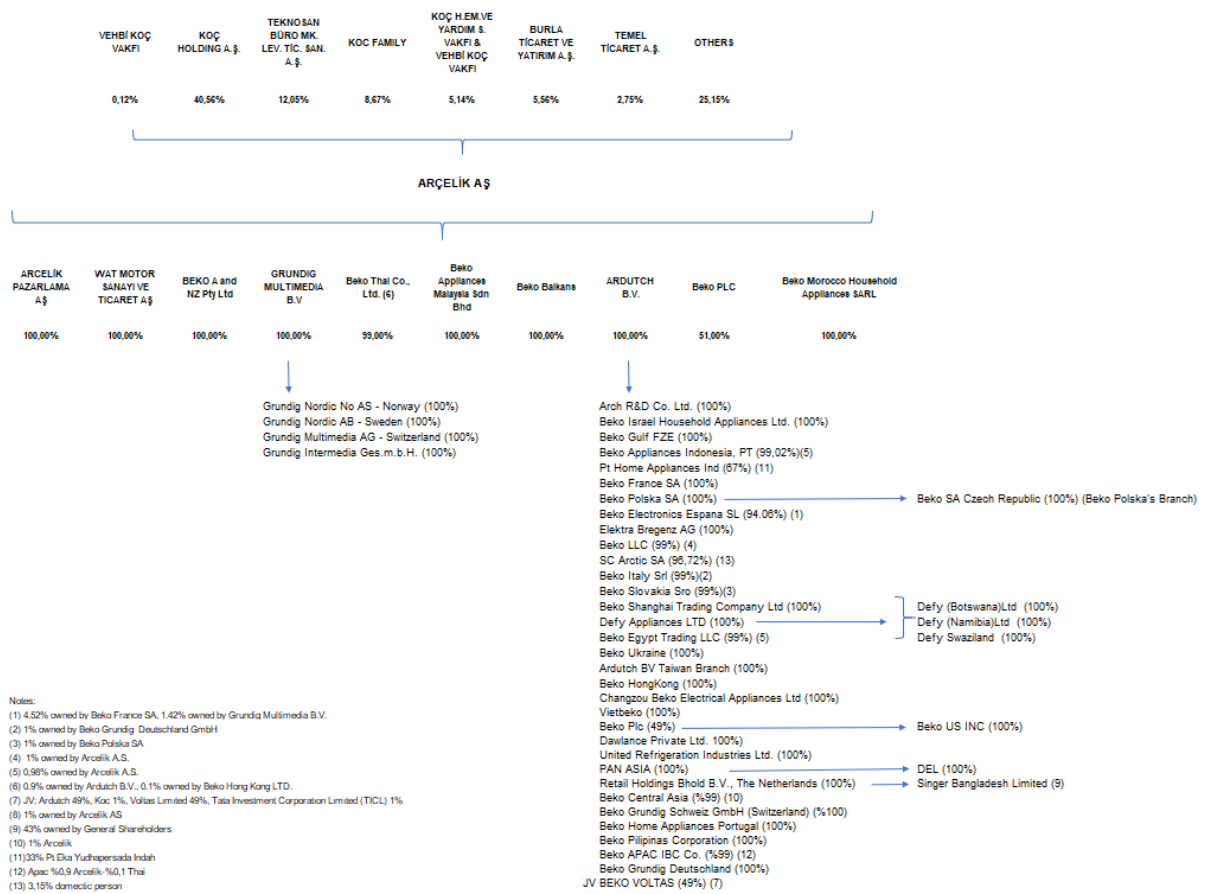 VEHBİ KOÇ VAKFI
KOÇ HOLDING A.Ş.
TEKNOSAN BÜRO MK. LEV. TİC. SAN. A.Ş.
KOC FAMILY
KOÇ H.EM.VE YARDIM S. VAKFI & VEHBİ KOÇ VAKFI
BURLA TİCARET VE YATIRIM A.Ş.
TEMEL TİCARET A.Ş.
OTHERS
0,12% 40,56% 12,05% 8,67% 5,14% 5,56% 2,75% 25,15%
ARÇELİK AŞ
ARCELİK PAZARLAMA AŞ
WAT MOTOR SANAYI VE TICARET AŞ
BEKO A and NZ Pty Ltd
GRUNDIG MULTIMEDIA B.V
Beko Thai Co., Ltd. (6)
Beko Appliances Malaysia Sdn Bhd
Beko Balkans
ARDUTCH B.V.
Beko PLC
Beko Morocco Household Appliances SARL
100,00% 100,00% 100,00% 100,00% 99,00% 100,00% 100,00% 100,00% 51,00% 100,00%
Grundig Nordic No AS - Norway (100%)
Grundig Nordic AB - Sweden (100%)
Grundig Multimedia AG - Switzerland (100%)
Grundig Intermedia Ges.m.b.H. (100%)
Arch R&D Co. Ltd. (100%)
Beko Israel Household Appliances Ltd. (100%)
Beko Gulf FZE (100%)
Beko Appliances Indonesia, PT (99,02%)(5)
Pt Home Appliances Ind (67%) (11)
Beko France SA (100%)
Beko Polska SA (100%) Beko SA Czech Republic (100%) (Beko Polska's Branch)
Beko Electronics Espana SL (94.06%) (1)
Elektra Bregenz AG (100%)
Beko LLC (99%) (4)
SC Arctic SA (96,72%) (13)
Beko Italy Srl (99%)(2)
Beko Slovakia Sro (99%)(3)
Beko Shanghai Trading Company Ltd (100%) Defy (Botswana)Ltd (100%)
Defy Appliances LTD (100%) Defy (Namibia)Ltd (100%)
Beko Egypt Trading LLC (99%) (5) Defy Swaziland (100%)
Beko Ukraine (100%)
Ardutch BV Taiwan Branch (100%)
Beko HongKong (100%)
Changzou Beko Electrical Appliances Ltd (100%)
Vietbeko (100%)
Beko Plc (49%) Beko US INC (100%)
Dawlance Private Ltd. 100%)
United Refrigeration Industries Ltd. (100%)
PAN ASIA (100%) DEL (100%)
Retail Holdings Bhold B.V., The Netherlands (100%) Singer Bangladesh Limited (9)
Beko Central Asia (%99) (10)
Beko Grundig Schweiz GmbH (Switzerland) (%100)
Beko Home Appliances Portugal (100%)
Beko Pilipinas Corporation (100%)
Beko APAC IBC Co. (%99) (12)
Beko Grundig Deutschland (100%)
JV BEKO VOLTAS (49%) (7)
Notes:
(1) 4.52% owned by Beko France SA, 1.42% owned by Grundig Multimedia B.V.
(2) 1% owned by Beko Grundig Deutschland GmbH
(3) 1% owned by Beko Polska SA
(4) 1% owned by Arcelik A.S.
(5) 0,98% owned by Arcelik A.S.
(6) 0.9% owned by Ardutch B.V., 0.1% owned by Beko Hong Kong LTD.
(7) JV: Ardutch 49%, Koc 1%, Voltas Limited 49%, Tata Investment Corporation Limited (TICL) 1%
(8) 1% owned by Arcelik AS
(9) 43% owned by General Shareholders
(10) 1% Arcelik
(11)33% Pt Eka Yudhapersada Indah
(12) Apac %0,9 Arcelik-%0,1 Thai
(13) 3,15% domectic person